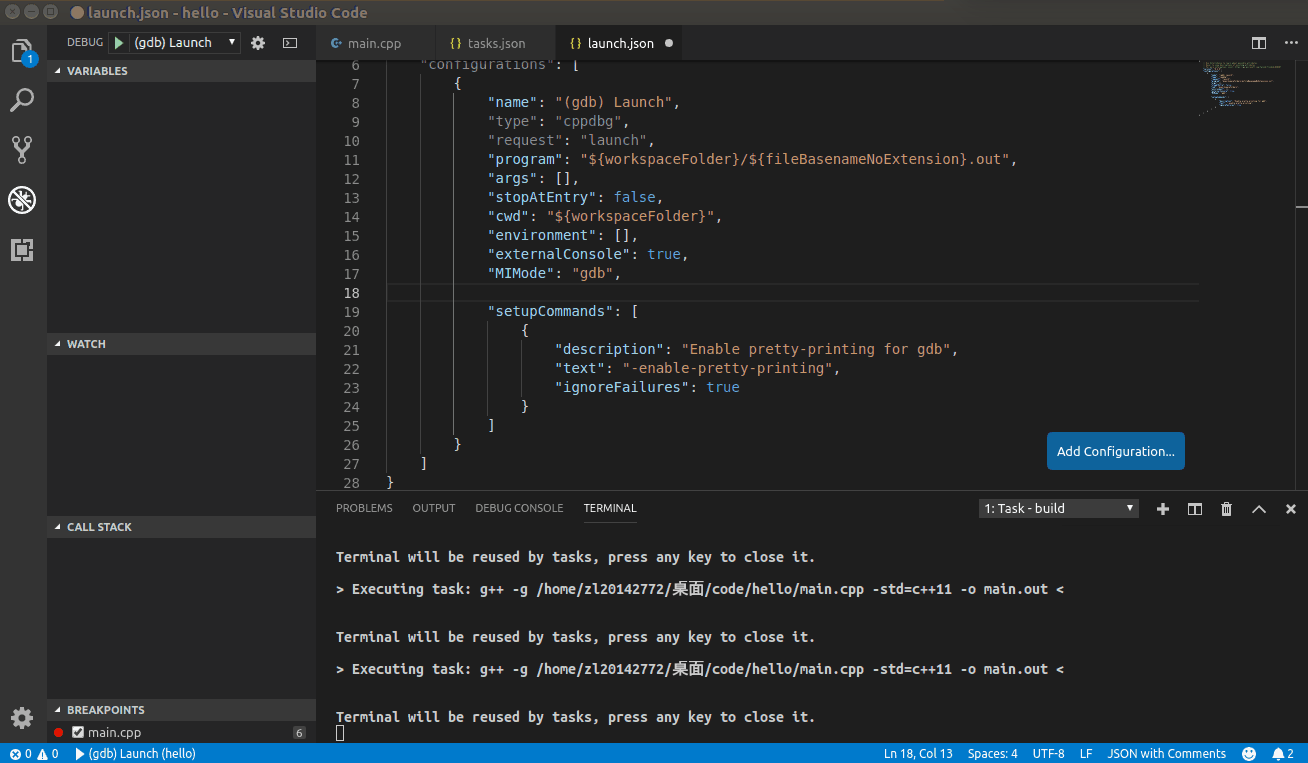 launch.json - hello - Visual Studio Code
1
DEBUG (gdb) Launch
main.cpp
tasks.json
launch.json
VARIABLES
WATCH
CALL STACK
BREAKPOINTS
main.cpp 6
6 "configurations": [
7 {
8 "name": "(gdb) Launch",
9 "type": "cppdbg",
10 "request": "launch",
11 "program": "${workspaceFolder}/${fileBasenameNoExtension}.out",
12 "args": [],
13 "stopAtEntry": false,
14 "cwd": "${workspaceFolder}",
15 "environment": [],
16 "externalConsole": true,
17 "MIMode": "gdb",
18
19 "setupCommands": [
20 {
21 "description": "Enable pretty-printing for gdb",
22 "text": "-enable-pretty-printing",
23 "ignoreFailures": true
24 }
25 ]
26 }
27 ]
28 }
Add Configuration...
PROBLEMS OUTPUT DEBUG CONSOLE TERMINAL
1: Task - build
Terminal will be reused by tasks, press any key to close it.
> Executing task: g++ -g /home/zl20142772/桌面/code/hello/main.cpp -std=c++11 -o main.out <
Terminal will be reused by tasks, press any key to close it.
> Executing task: g++ -g /home/zl20142772/桌面/code/hello/main.cpp -std=c++11 -o main.out <
Terminal will be reused by tasks, press any key to close it.
0 0 (gdb) Launch (hello)
Ln 18, Col 13 Spaces: 4 UTF-8 LF JSON with Comments 2